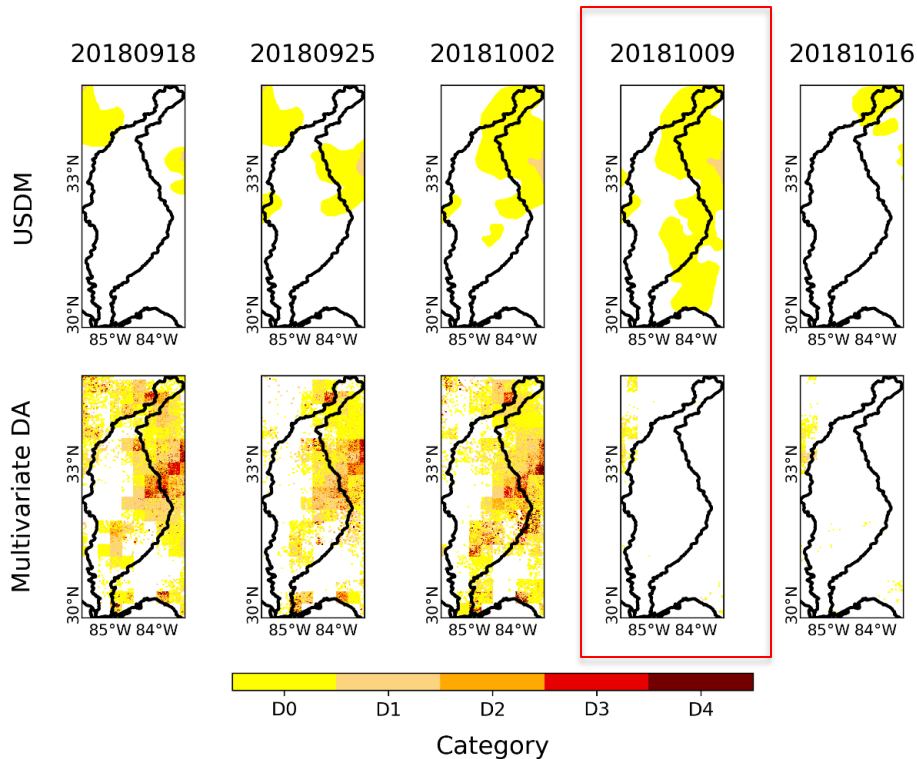 20180918 20180925 20181002 20181009 20181016
USDM
33°N 33°N 33°N 33°N 33°N
30°N 30°N 30°N 30°N 30°N
85°W 84°W 85°W 84°W 85°W 84°W 85°W 84°W 85°W 84°W
Multivariate DA
33°N 33°N 33°N 33°N 33°N
30°N 30°N 30°N 30°N 30°N
85°W 84°W 85°W 84°W 85°W 84°W 85°W 84°W 85°W 84°W
D0 D1 D2 D3 D4
Category